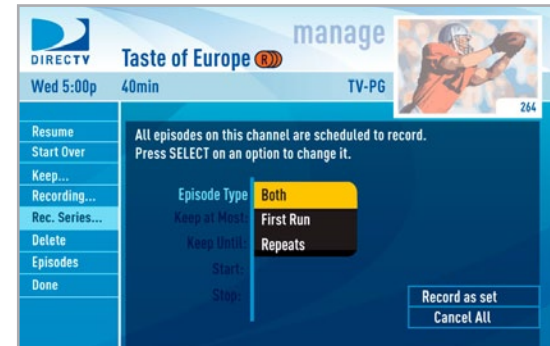 manage
DIRECTV
Taste of Europe R
Wed 5:00p 40min TV-PG
264
Resume
Start Over
Keep...
Recording...
Rec. Series...
Delete
Episodes
Done
All episodes on this channel are scheduled to record.
Press SELECT on an option to change it.
Episode Type Both
Keep at Most: First Run
Keep Until: Repeats
Start:
Stop:
Record as set
Cancel All